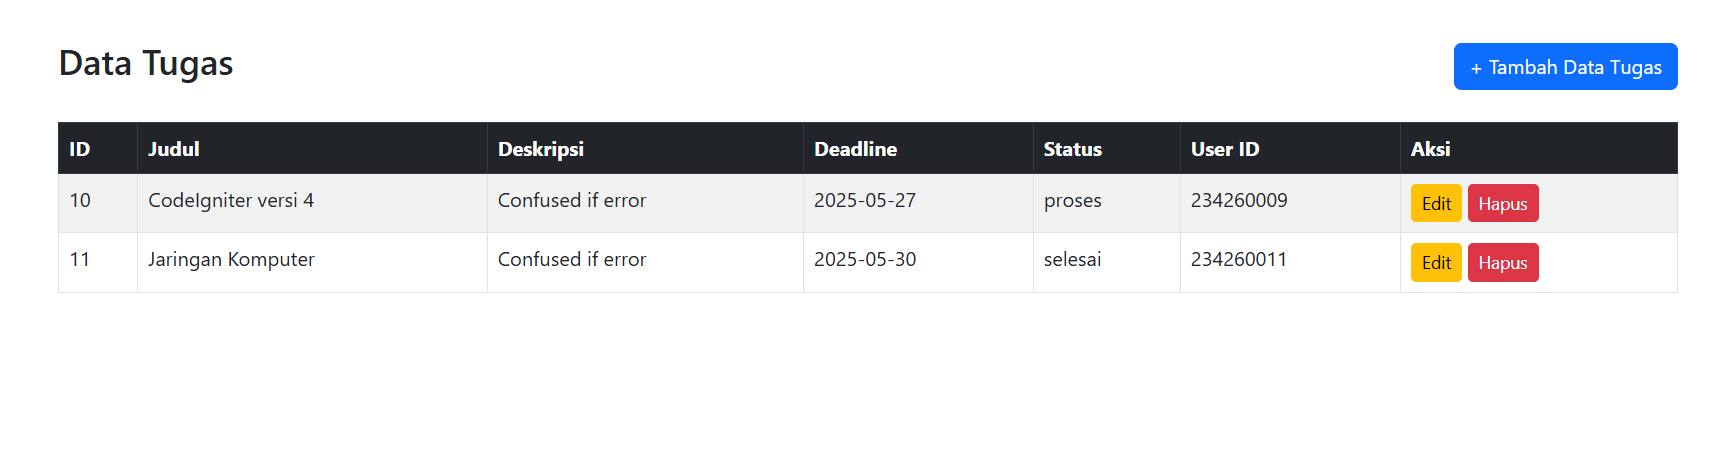 Data Tugas
+ Tambah Data Tugas
ID Judul Deskripsi Deadline Status User ID Aksi
10 CodeIgniter versi 4 Confused if error 2025-05-27 proses 234260009 Edit Hapus
11 Jaringan Komputer Confused if error 2025-05-30 selesai 234260011 Edit Hapus